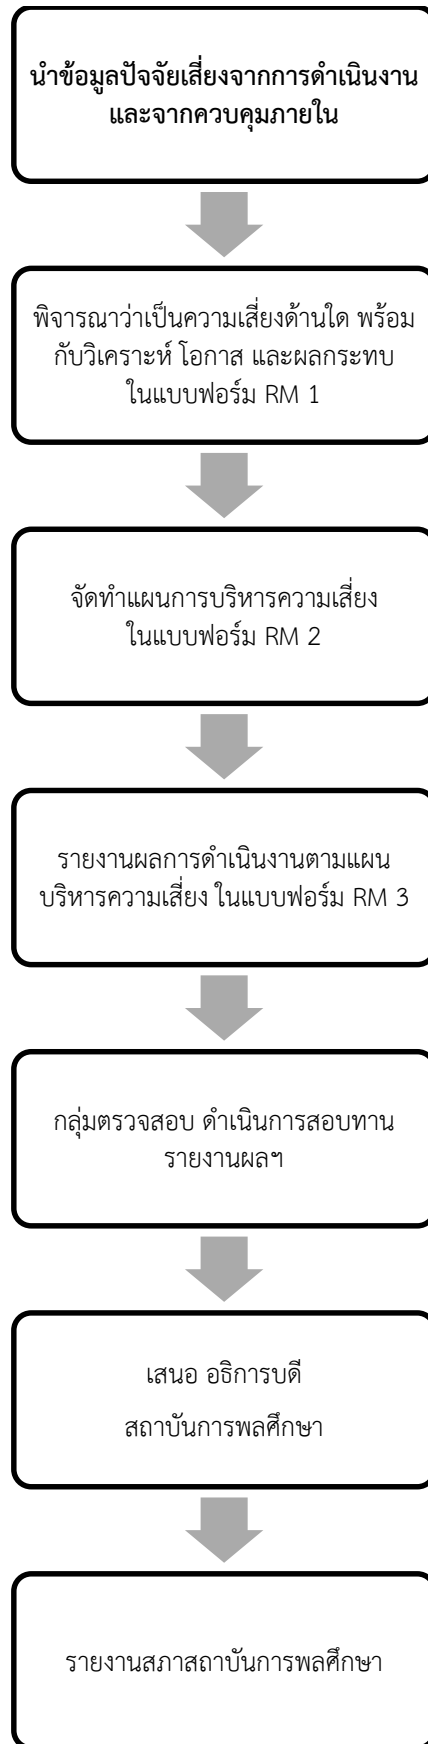 นำข้อมูลปัจจัยเสี่ยงจากการดำเนินงาน
และจากควบคุมภายใน
พิจารณาว่าเป็นความเสี่ยงด้านใด พร้อม
กับวิเคราะห์ โอกาส และผลกระทบ
ในแบบฟอร์ม RM 1
จัดทำแผนการบริหารความเสี่ยง
ในแบบฟอร์ม RM 2
รายงานผลการดำเนินงานตามแผน
บริหารความเสี่ยง ในแบบฟอร์ม RM 3
กลุ่มตรวจสอบ ดำเนินการสอบทาน
รายงานผลฯ
เสนอ อธิการบดี
สถาบันการพลศึกษา
รายงานสภาสถาบันการพลศึกษา